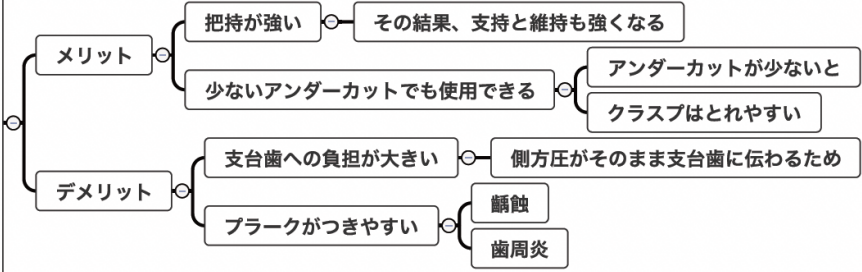 メリット
把持が強い
その結果、支持と維持も強くなる
少ないアンダーカットでも使用できる
アンダーカットが少ないと
クラスプはとれやすい
デメリット
支台歯への負担が大きい
側方圧がそのまま支台歯に伝わるため
プラークがつきやすい
齲蝕
歯周炎